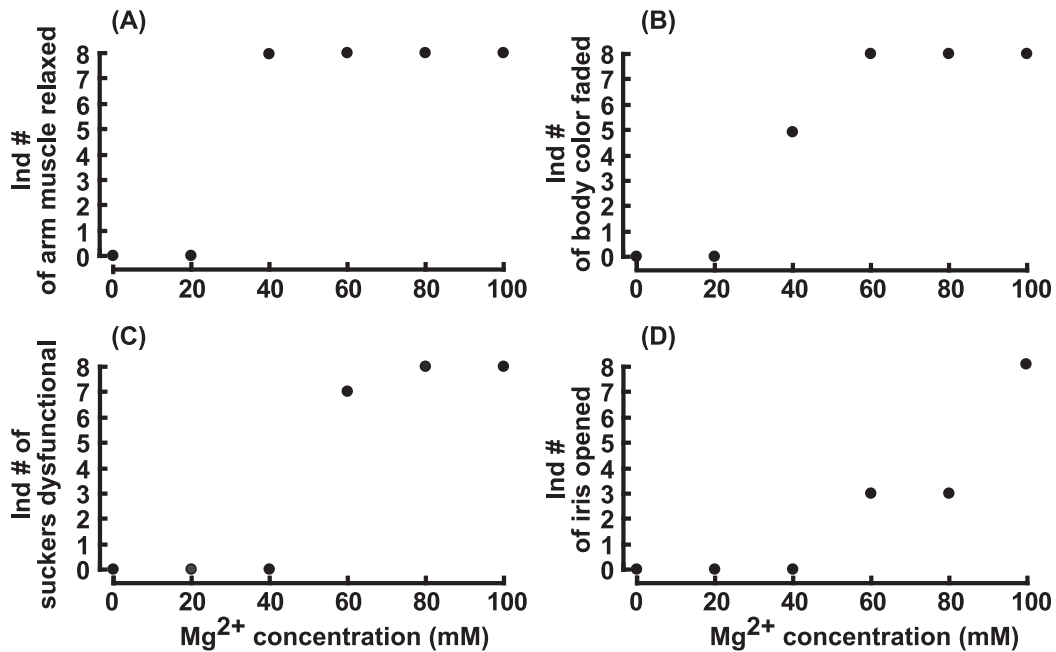 (A)
Ind #
of arm muscle relaxed
8
7
6
5
4
3
2
1
0
0 20 40 60 80 100
(B)
Ind #
of body color faded
8
7
6
5
4
3
2
1
0
0 20 40 60 80 100
(C)
Ind # of
suckers dysfunctional
8
7
6
5
4
3
2
1
0
0 20 40 60 80 100
Mg2+ concentration (mM)
(D)
Ind #
of iris opened
8
7
6
5
4
3
2
1
0
0 20 40 60 80 100
Mg2+ concentration (mM)